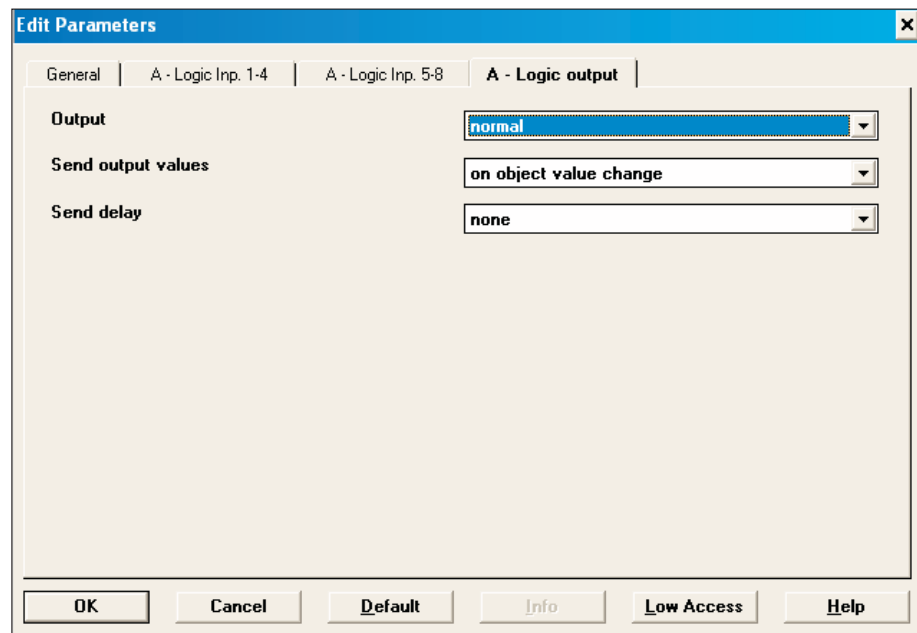 Edit Parameters
General A - Logic Inp. 1-4 A - Logic Inp. 5-8 A - Logic output
Output normal
Send output values on object value change
Send delay none
OK Cancel Default Info Low Access Help